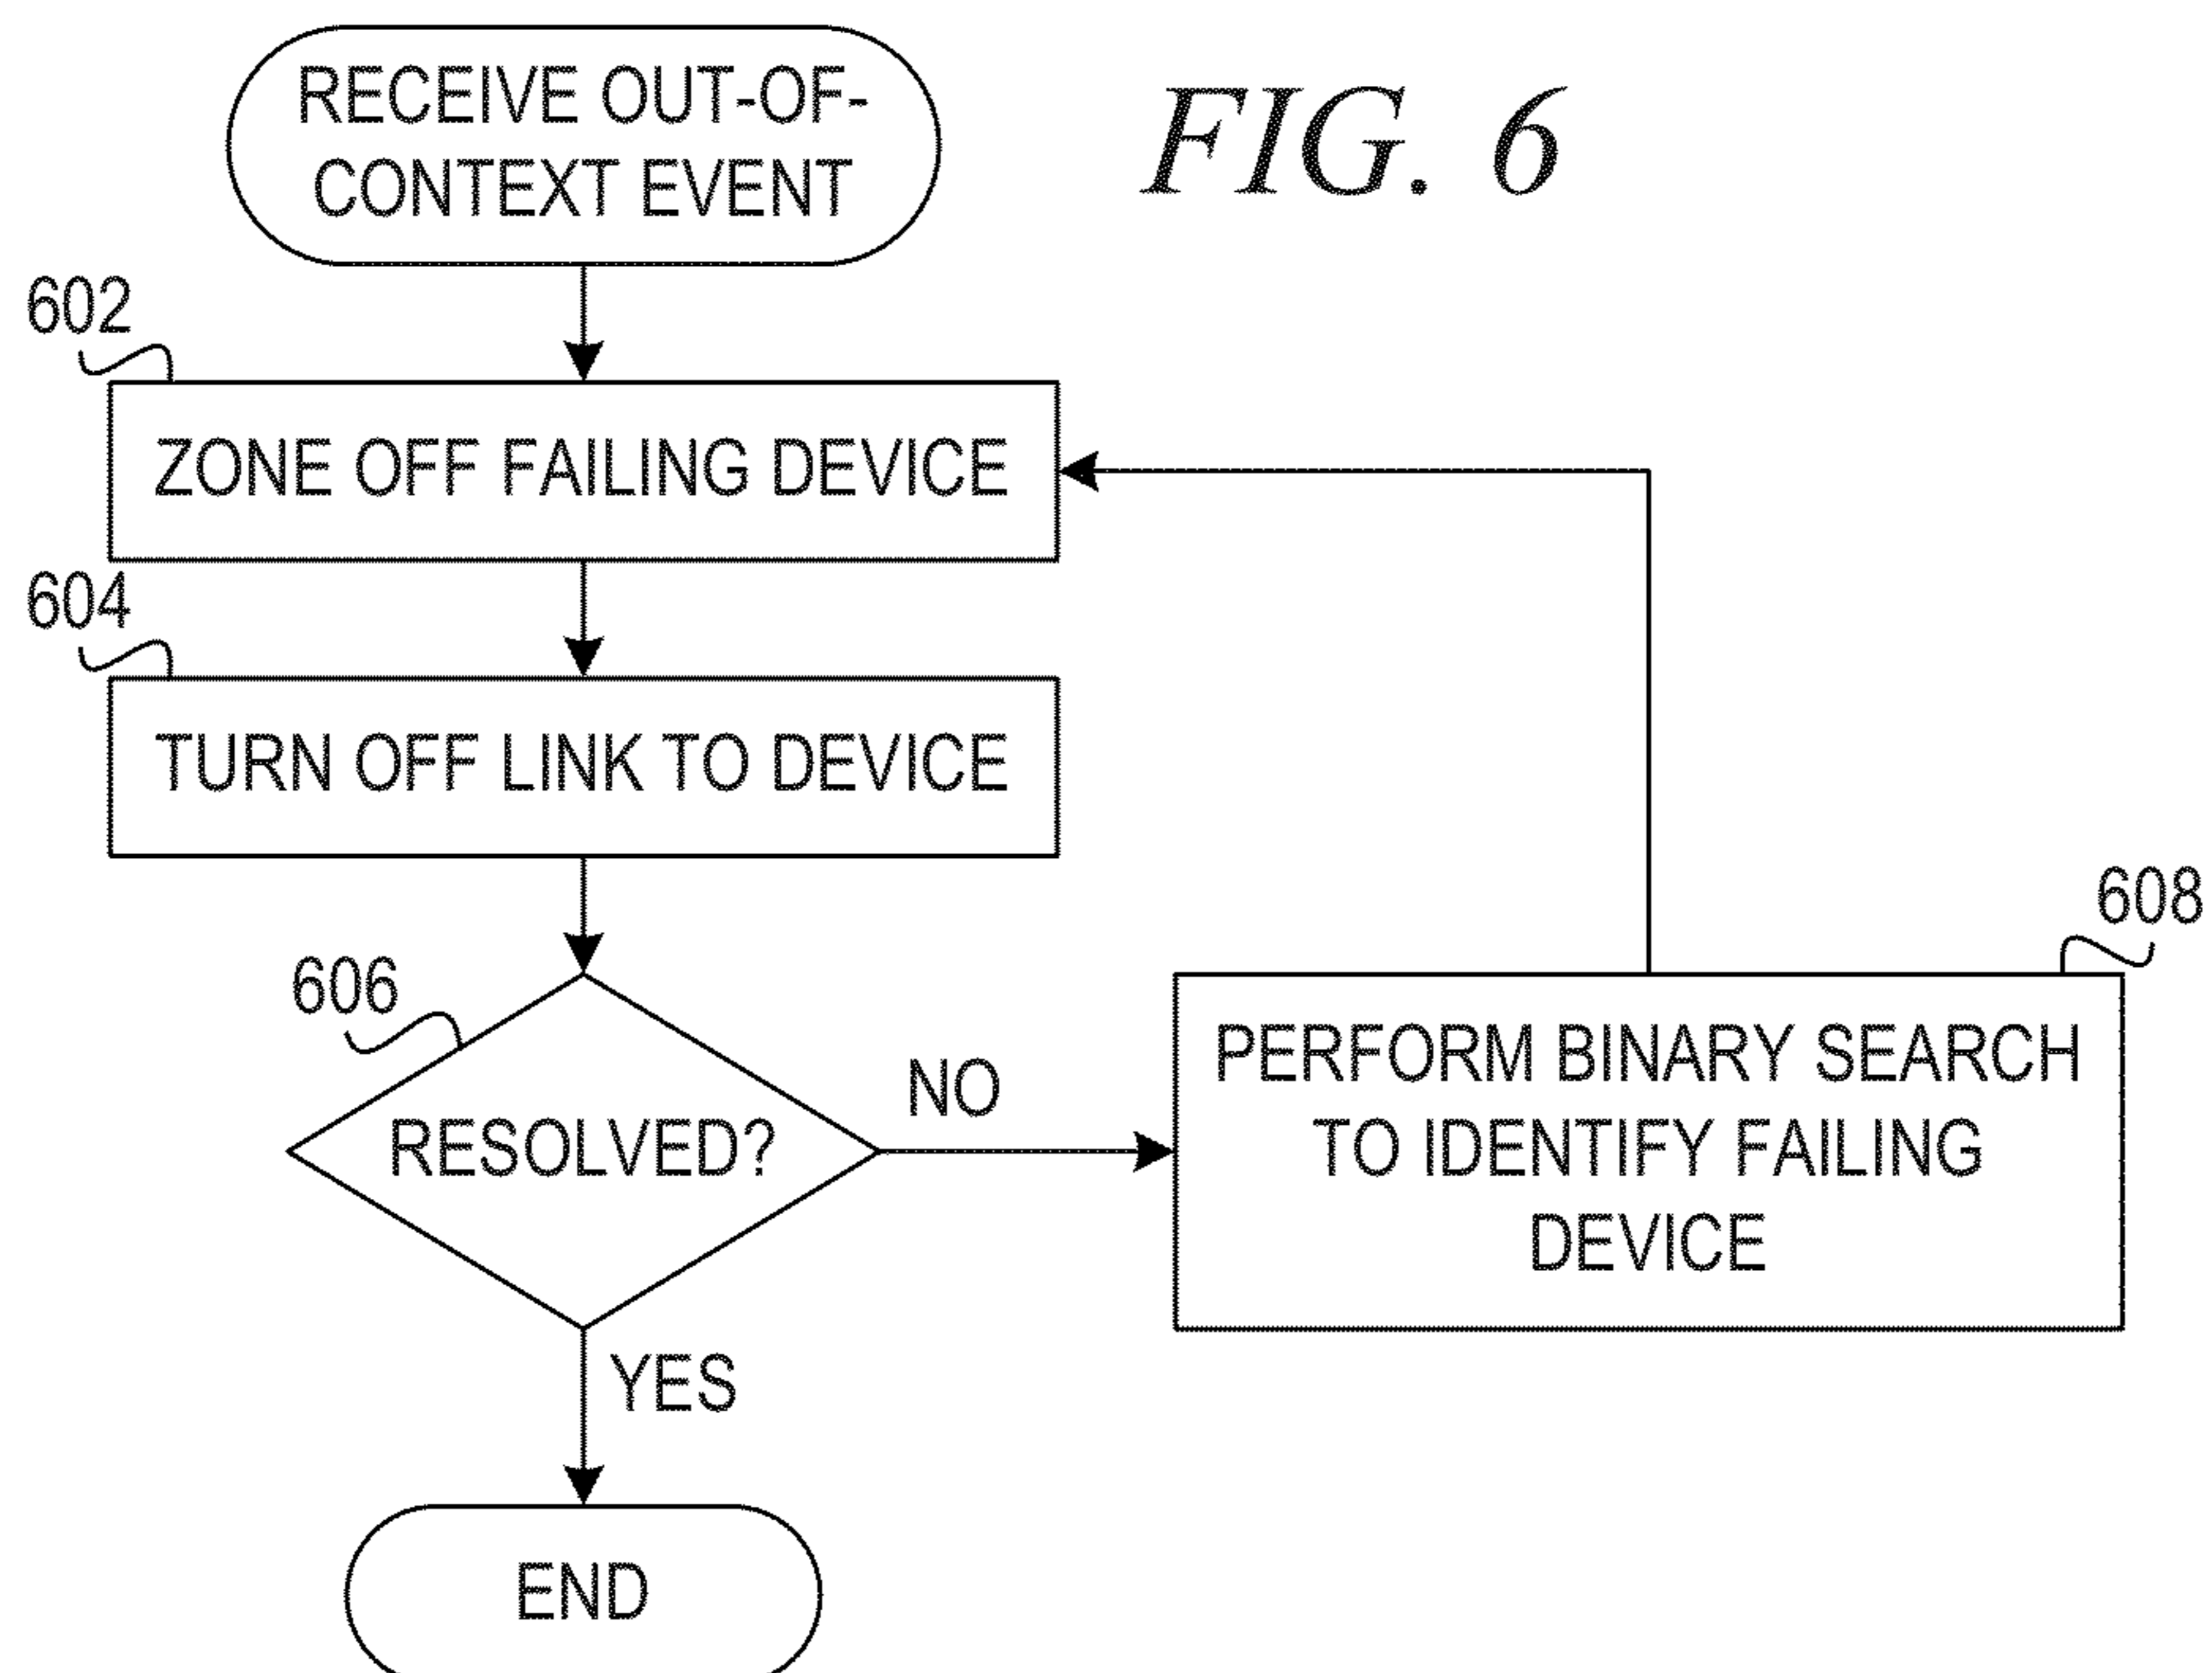 RECEIVE OUT-OF-
CONTEXT EVENT
FIG. 6
602
ZONE OFF FAILING DEVICE
604
TURN OFF LINK TO DEVICE
606
RESOLVED?
NO
608
PERFORM BINARY SEARCH
TO IDENTIFY FAILING
DEVICE
YES
END